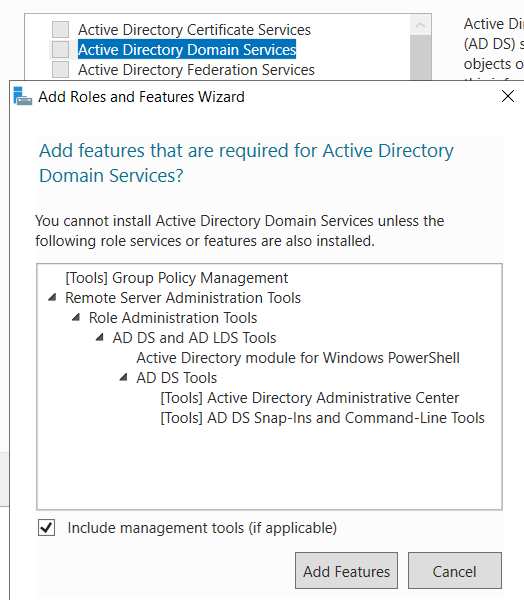 Active Directory Certificate Services
Active Directory Domain Services
Active Directory Federation Services
Active
(AD DS) s
objects o
Add Roles and Features Wizard
Add features that are required for Active Directory
Domain Services?
You cannot install Active Directory Domain Services unless the
following role services or features are also installed.
[Tools] Group Policy Management
Remote Server Administration Tools
Role Administration Tools
AD DS and AD LDS Tools
Active Directory module for Windows PowerShell
AD DS Tools
[Tools] Active Directory Administrative Center
[Tools] AD DS Snap-Ins and Command-Line Tools
Include management tools (if applicable)
Add Features
Cancel